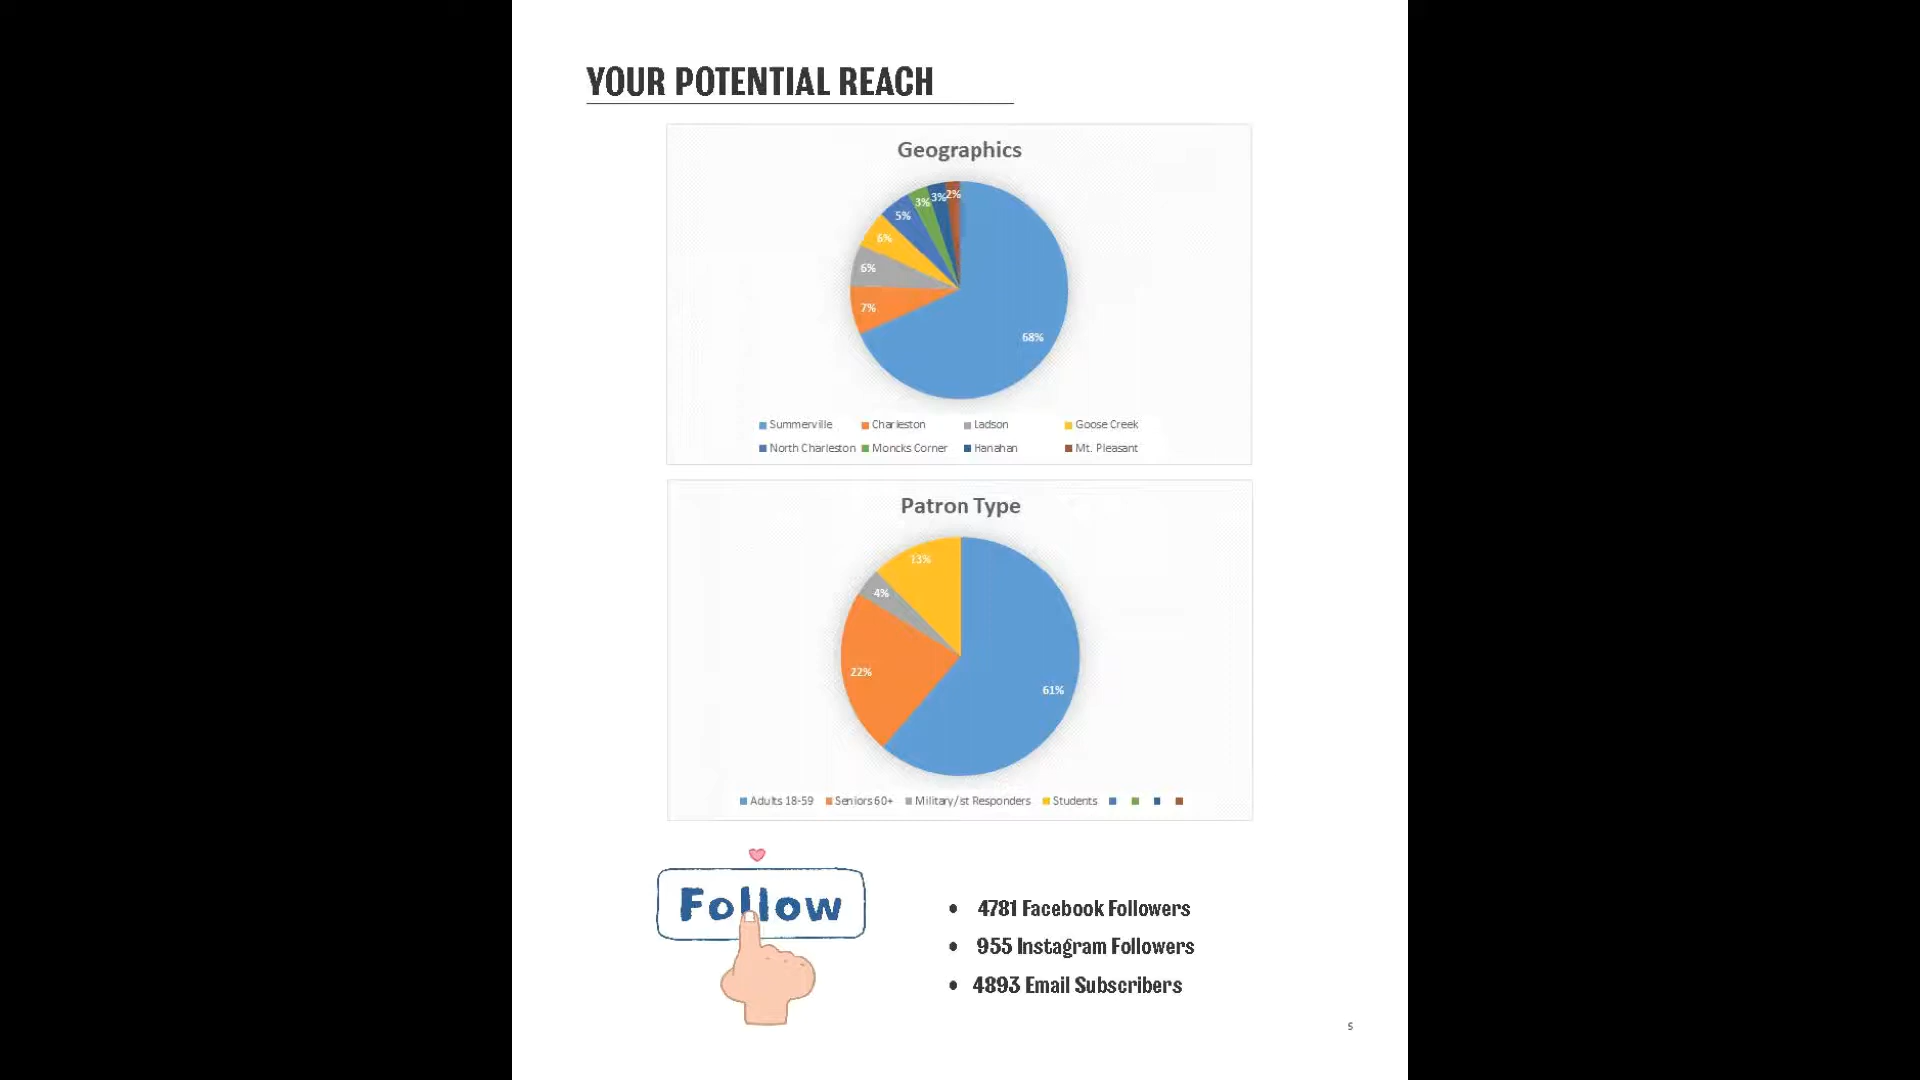 YOUR POTENTIAL REACH
Geographics
2%
3%
3%
5%
6%
6%
7%
68%
Summerville Charleston Ladson Goose Creek
North Charleston Moncks Corner Hanahan Mt. Pleasant
Patron Type
13%
4%
22%
61%
Adults 18-59 Seniors 60+ Military/ist Responders Students
Follow
• 4781 Facebook Followers
• 955 Instagram Followers
• 4893 Email Subscribers
5